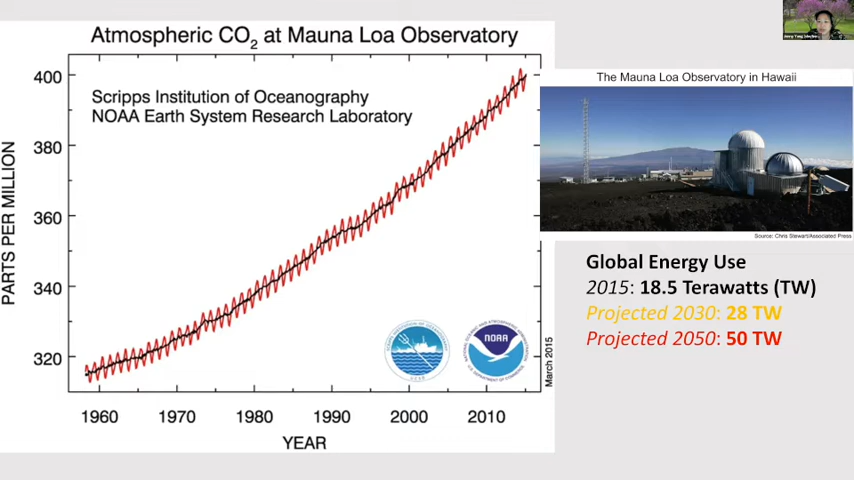 Atmospheric CO2 at Mauna Loa Observatory
Scripps Institution of Oceanography
NOAA Earth System Research Laboratory
PARTS PER MILLION
400
380
360
340
320
1960 1970 1980 1990 2000 2010
YEAR
NOAA
March 2015
The Mauna Loa Observatory in Hawaii
Source: Chris Stewart/Associated Press
Global Energy Use
2015: 18.5 Terawatts (TW)
Projected 2030: 28 TW
Projected 2050: 50 TW